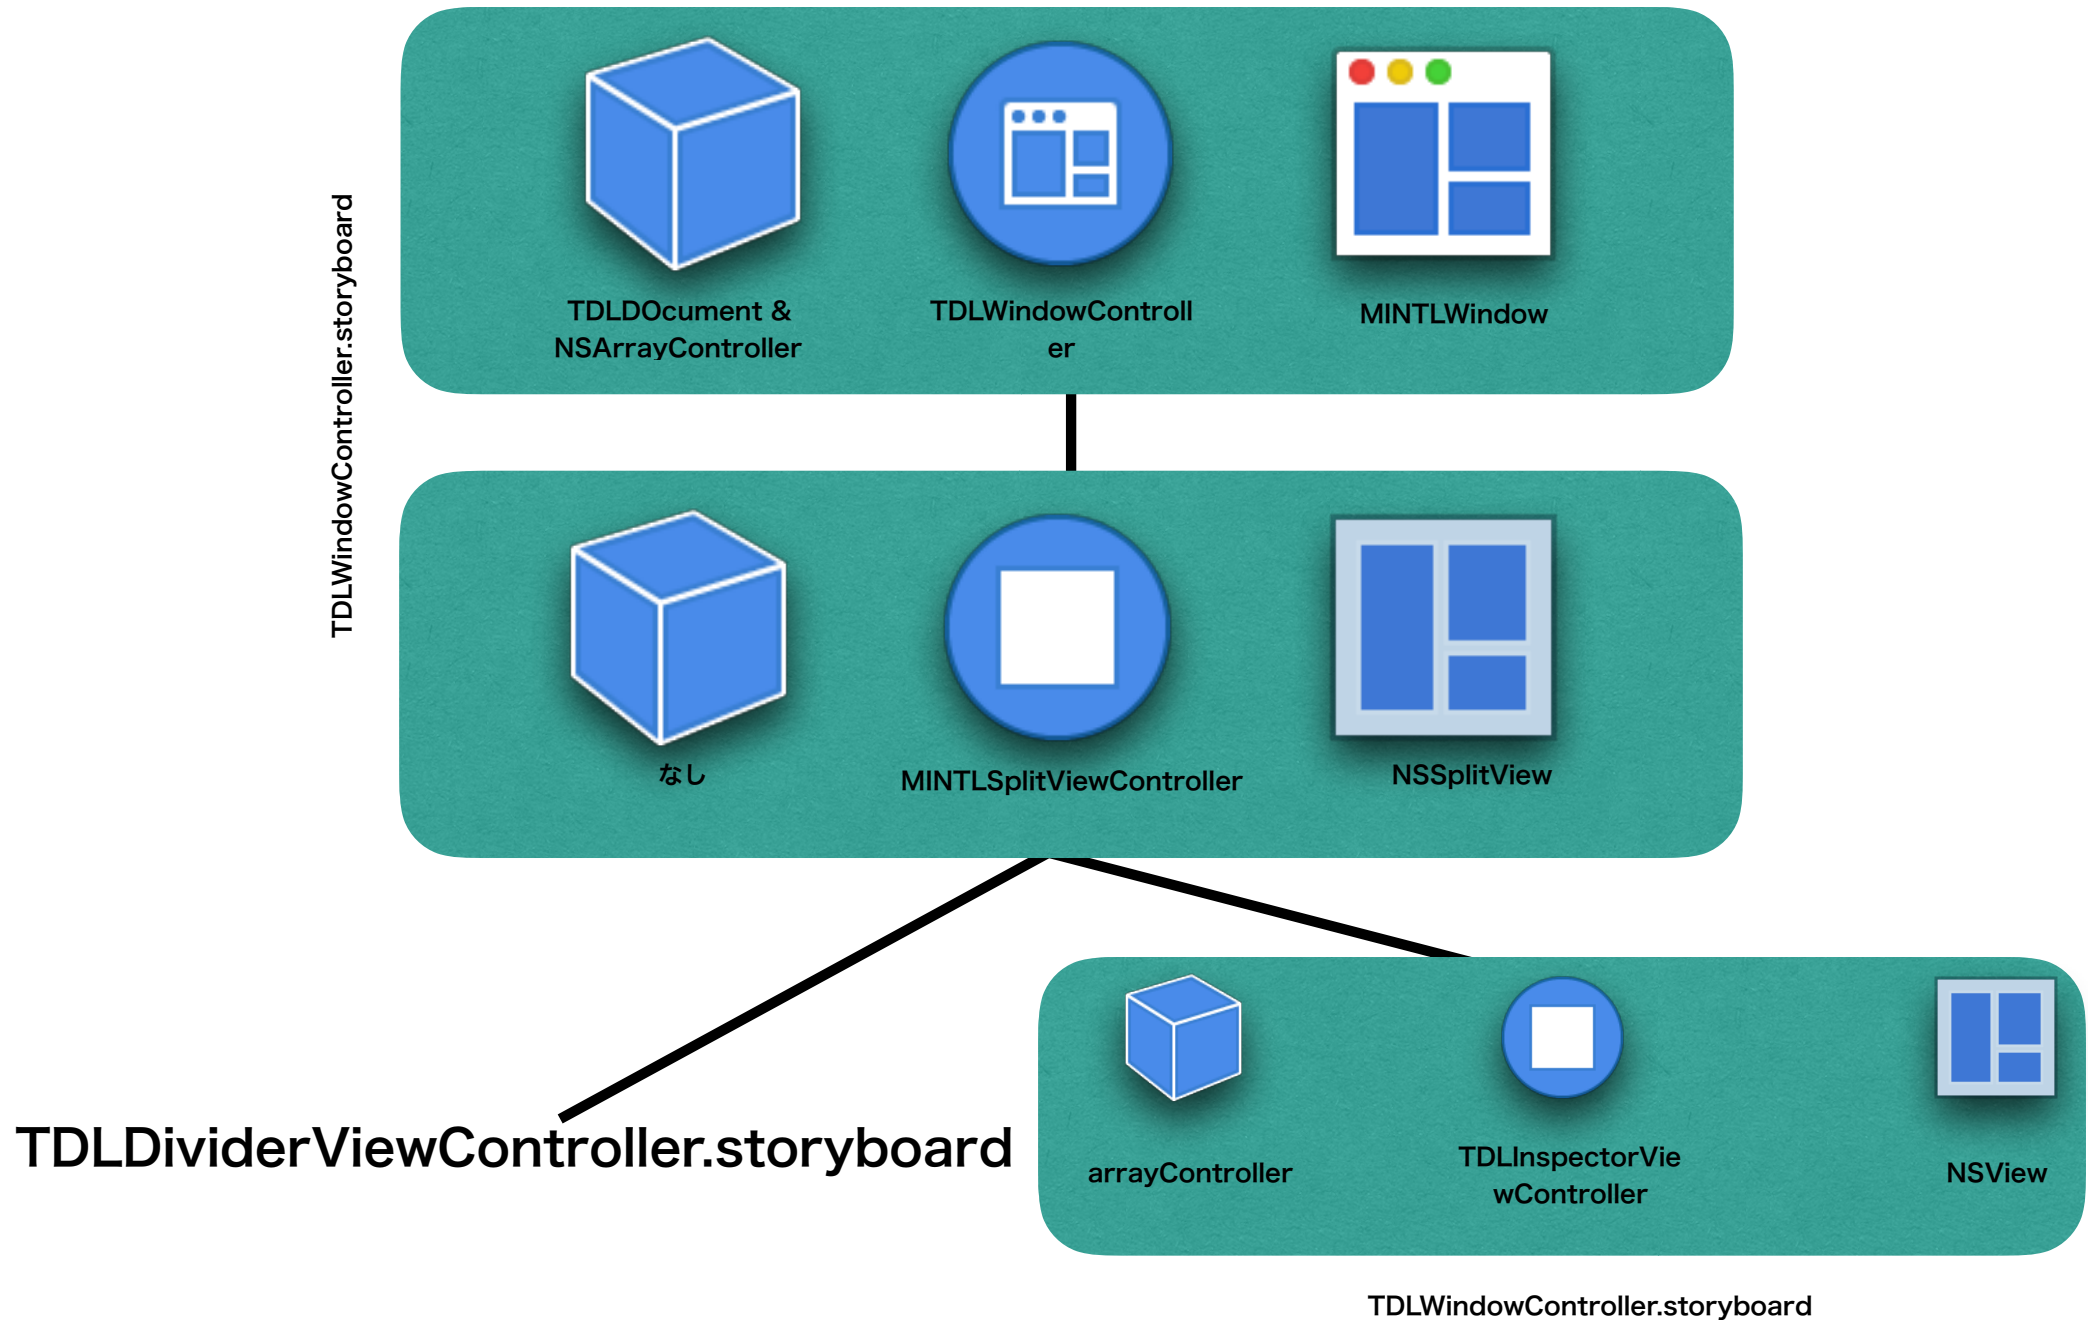 TDLWindowController.storyboard
TDLDOcument &
NSArrayController
TDLWindowControll
er
MINTLWindow
なし
MINTLSplitViewController
NSSplitView
TDLDividerViewController.storyboard
arrayController
TDLInspectorVie
wController
NSView
TDLWindowController.storyboard